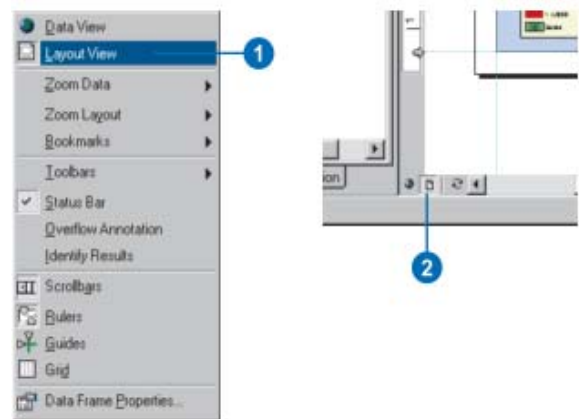 Data View
Layout View
1
Zoom Data
Zoom Layout
Bookmarks
Toolbars
Status Bar
Overflow Annotation
Identify Results
Scrollbars
Rulers
Guides
Grid
Data Frame Properties...
ion
2